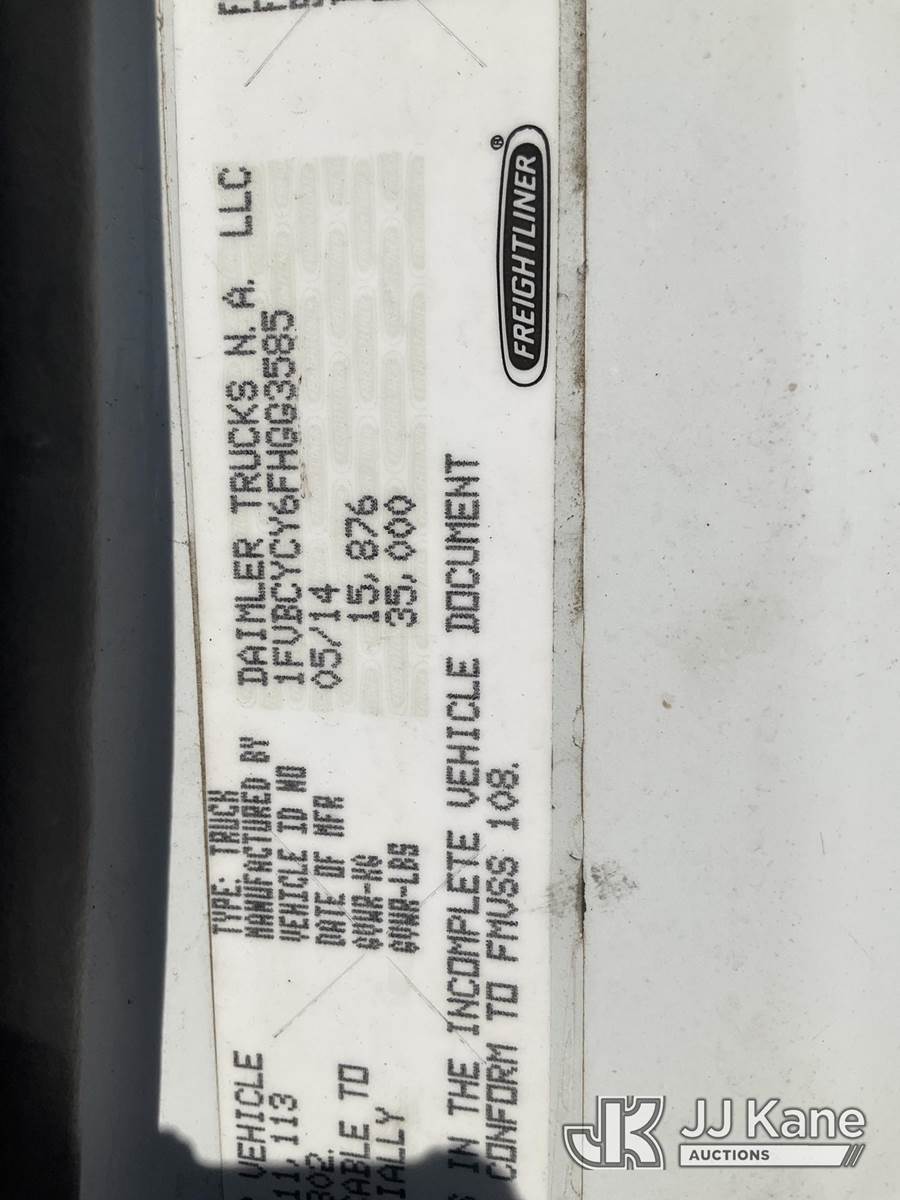 TYPE: TRUCK
MANUFACTURED BY DAIMLER TRUCKS N.A. LLC
VEHICLE ID NO 1FVBCYCY6FHGG3585
DATE OF MFR 05/14
GVWR-KG 15,876
GVWR-LBS 35,000
VEHICLE
11,113
302,
ABLE TO
IALLY
IN THE INCOMPLETE VEHICLE DOCUMENT
CONFORM TO FMVSS 108.
FREIGHTLINER®
JK JJ Kane
AUCTIONS